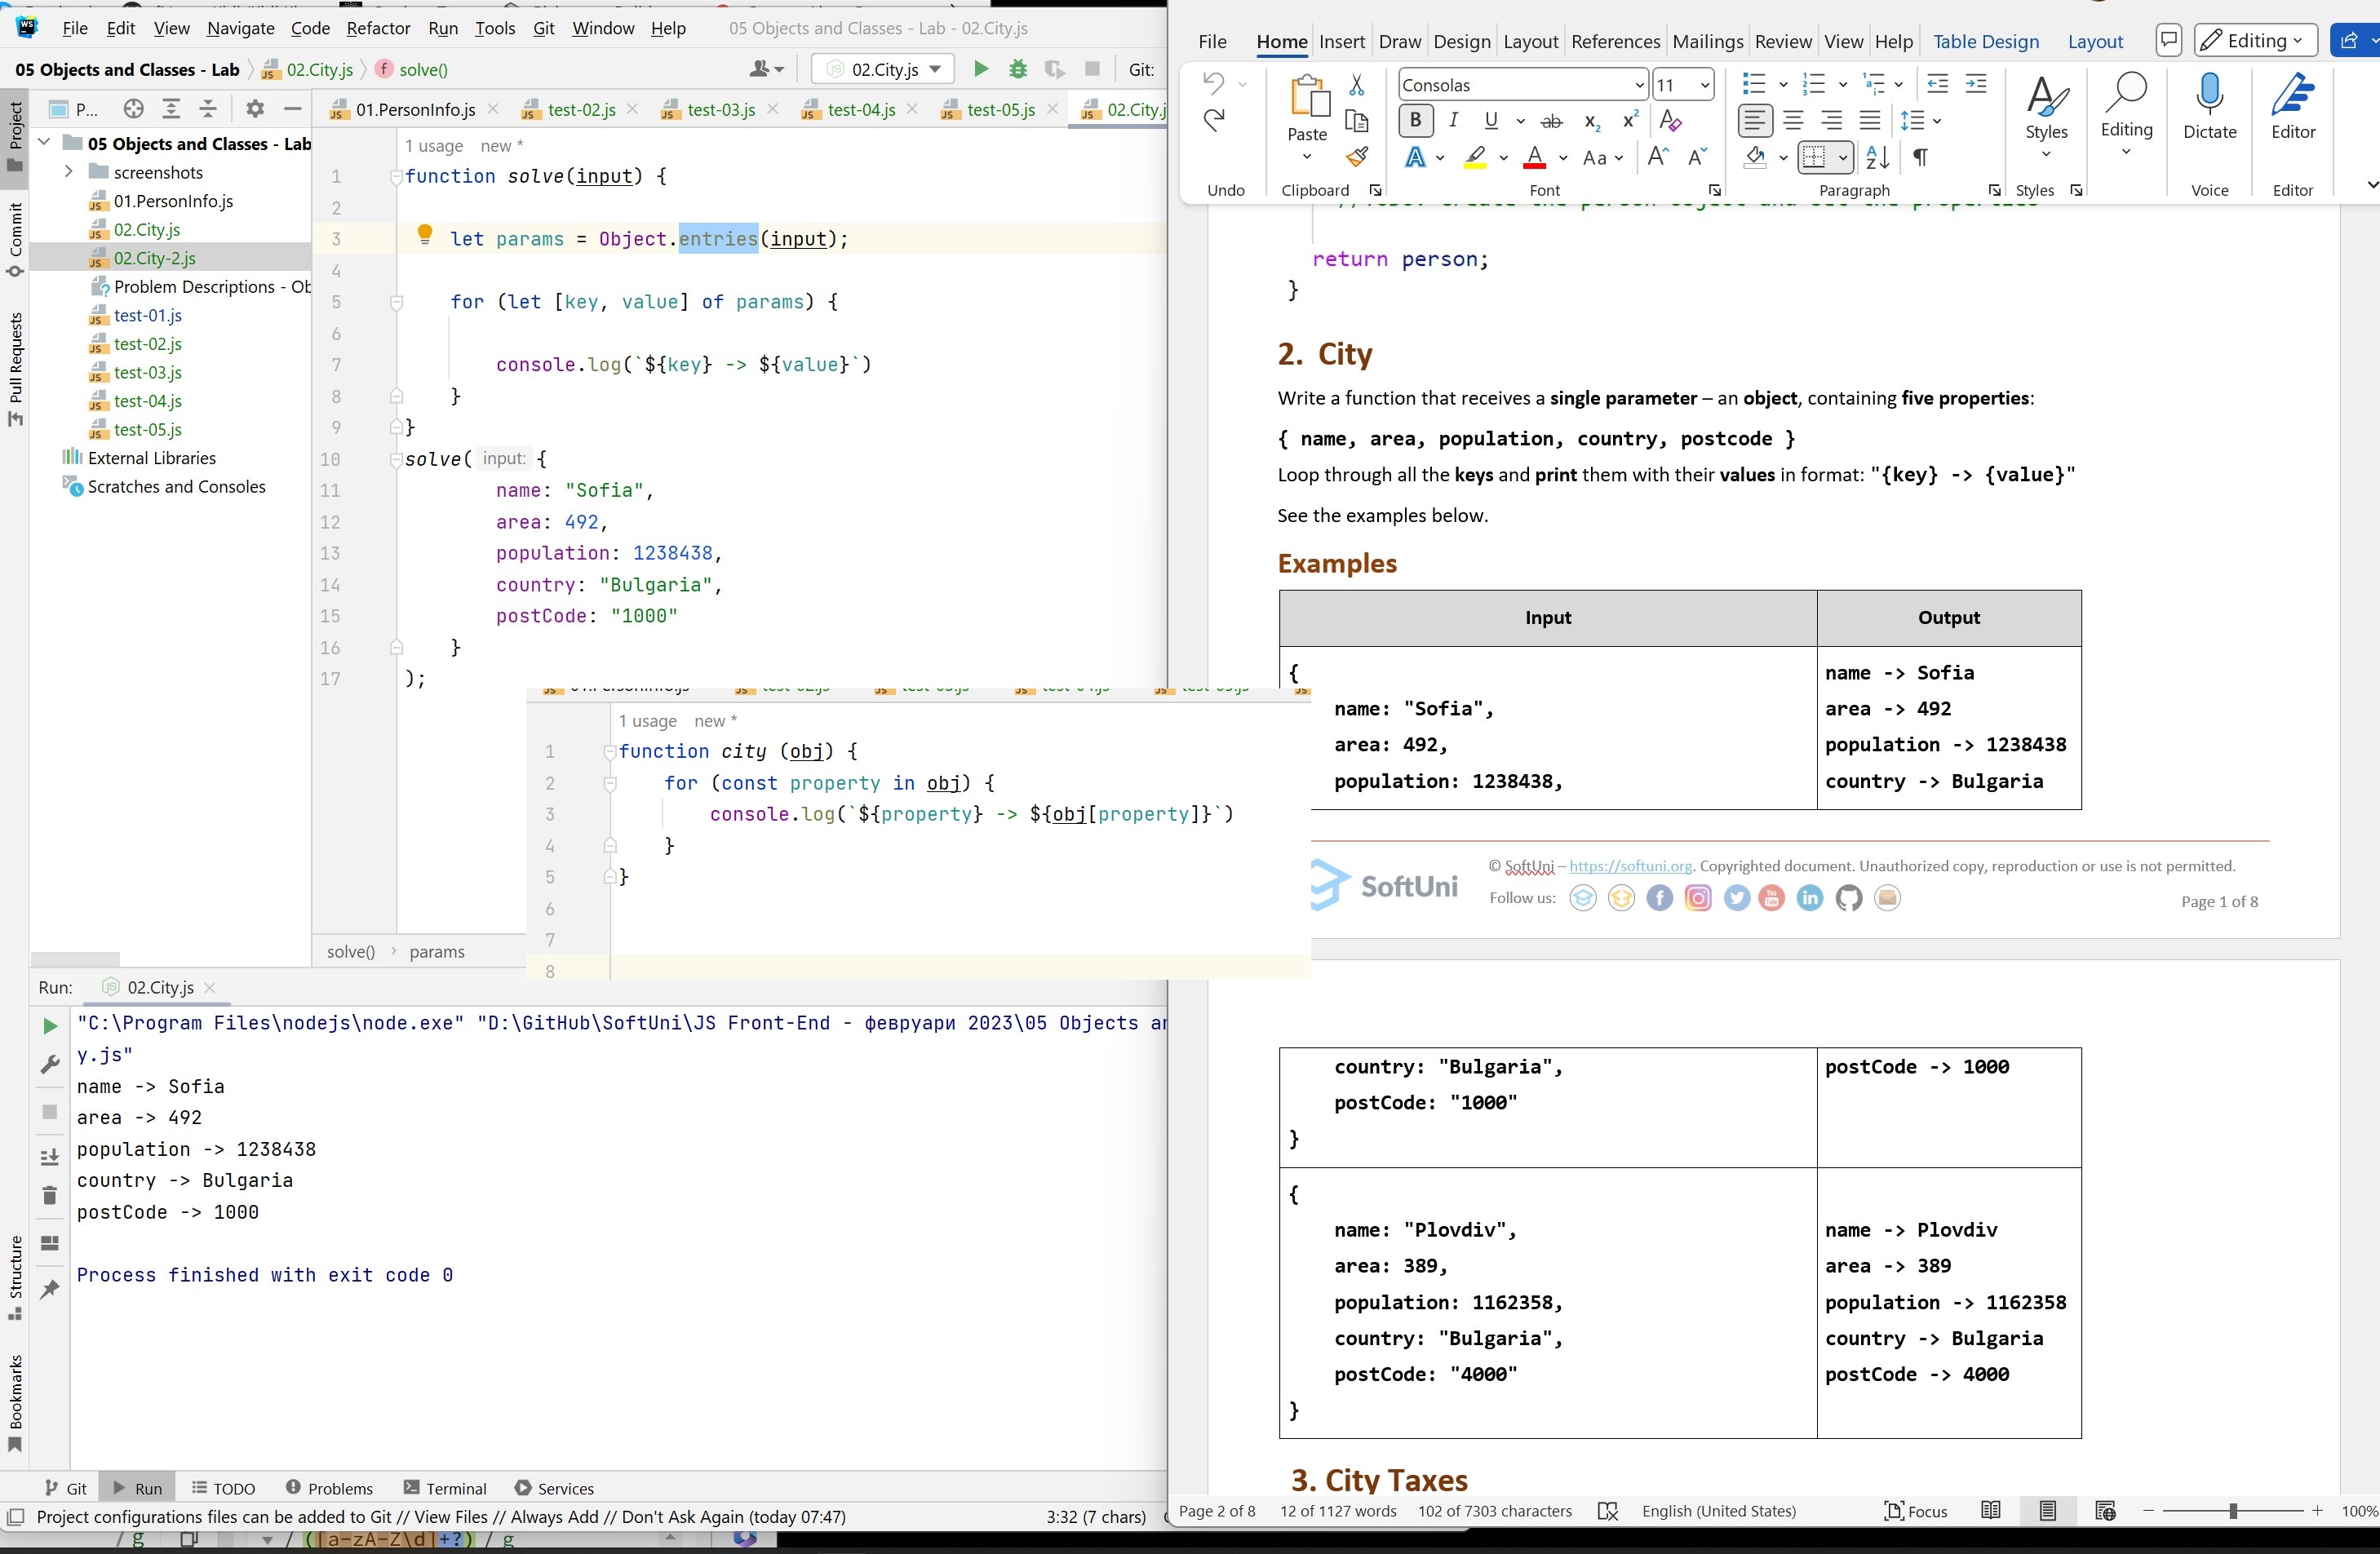 File Edit View Navigate Code Refactor Run Tools Git Window Help 05 Objects and Classes - Lab - 02.City.js
05 Objects and Classes - Lab 02.City.js solve()
02.City.js Git:
P...
01.PersonInfo.js test-02.js test-03.js test-04.js test-05.js 02.City.j
Project
Commit
Pull Requests
Structure
Bookmarks
05 Objects and Classes - Lab
screenshots
01.PersonInfo.js
02.City.js
02.City-2.js
Problem Descriptions - Ob
test-01.js
test-02.js
test-03.js
test-04.js
test-05.js
External Libraries
Scratches and Consoles
1 usage new *
1 function solve(input) {
2
3 let params = Object.entries(input);
4
5 for (let [key, value] of params) {
6
7 console.log(`${key} -> ${value}`)
8 }
9 }
10 solve( input: {
11 name: "Sofia",
12 area: 492,
13 population: 1238438,
14 country: "Bulgaria",
15 postCode: "1000"
16 }
17 );
solve() params
1 usage new *
1 function city (obj) {
2 for (const property in obj) {
3 console.log(`${property} -> ${obj[property]}`)
4 }
5 }
6
7
8
Run: 02.City.js
"C:\Program Files\nodejs\node.exe" "D:\GitHub\SoftUni\JS Front-End - февруари 2023\05 Objects an
y.js"
name -> Sofia
area -> 492
population -> 1238438
country -> Bulgaria
postCode -> 1000
Process finished with exit code 0
Git Run TODO Problems Terminal Services
Project configurations files can be added to Git // View Files // Always Add // Don't Ask Again (today 07:47) 3:32 (7 chars)
/ g / (|a-zA-Z\d|+?) / g
File Home Insert Draw Design Layout References Mailings Review View Help Table Design Layout Editing
Consolas 11
Paste
Styles Editing Dictate Editor
Undo Clipboard Font Paragraph Styles Voice Editor
return person;
}
2. City
Write a function that receives a single parameter – an object, containing five properties:
{ name, area, population, country, postcode }
Loop through all the keys and print them with their values in format: "{key} -> {value}"
See the examples below.
Examples
Input Output
{
name: "Sofia",
area: 492,
population: 1238438,
name -> Sofia
area -> 492
population -> 1238438
country -> Bulgaria
SoftUni
© SoftUni – https://softuni.org. Copyrighted document. Unauthorized copy, reproduction or use is not permitted.
Follow us:
Page 1 of 8
country: "Bulgaria",
postCode: "1000"
}
postCode -> 1000
{
name: "Plovdiv",
area: 389,
population: 1162358,
country: "Bulgaria",
postCode: "4000"
}
name -> Plovdiv
area -> 389
population -> 1162358
country -> Bulgaria
postCode -> 4000
3. City Taxes
Page 2 of 8 12 of 1127 words 102 of 7303 characters English (United States) Focus 100%